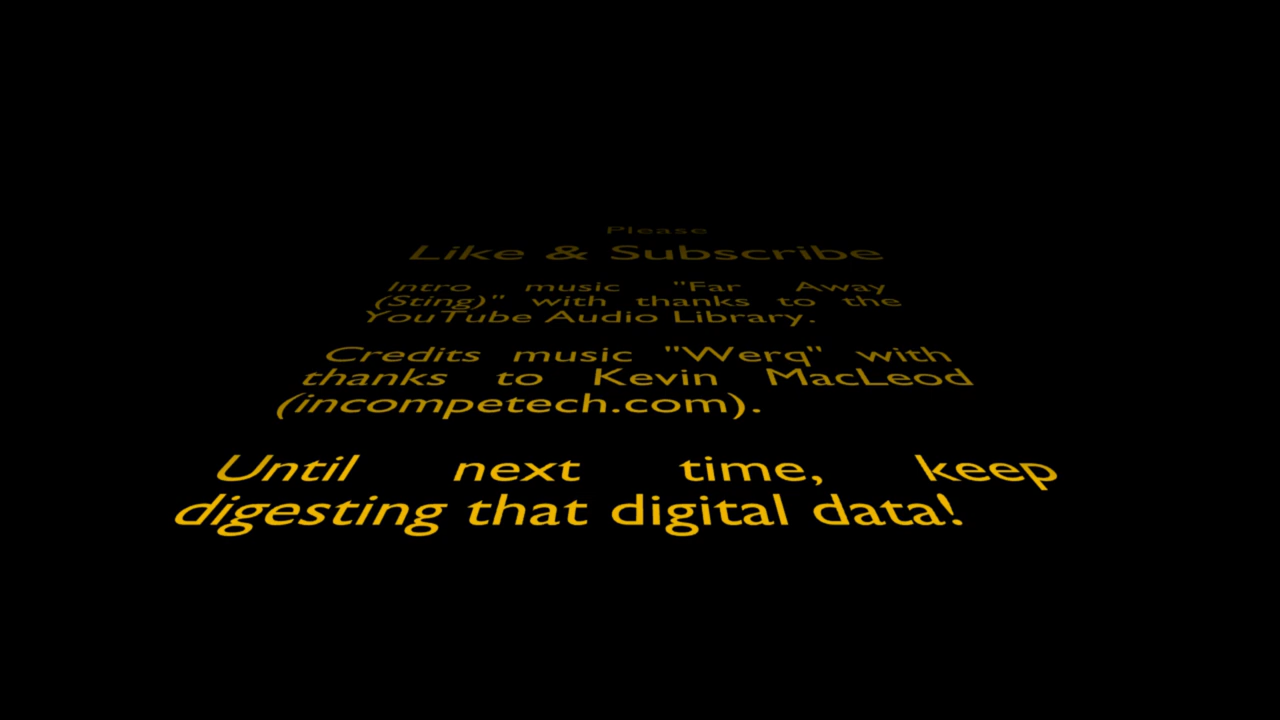 Please
Like & Subscribe
Intro music "Far Away
(Sting)" with thanks to the
YouTube Audio Library.
Credits music "Werq" with
thanks to Kevin MacLeod
(incompetech.com).
Until next time, keep
digesting that digital data!